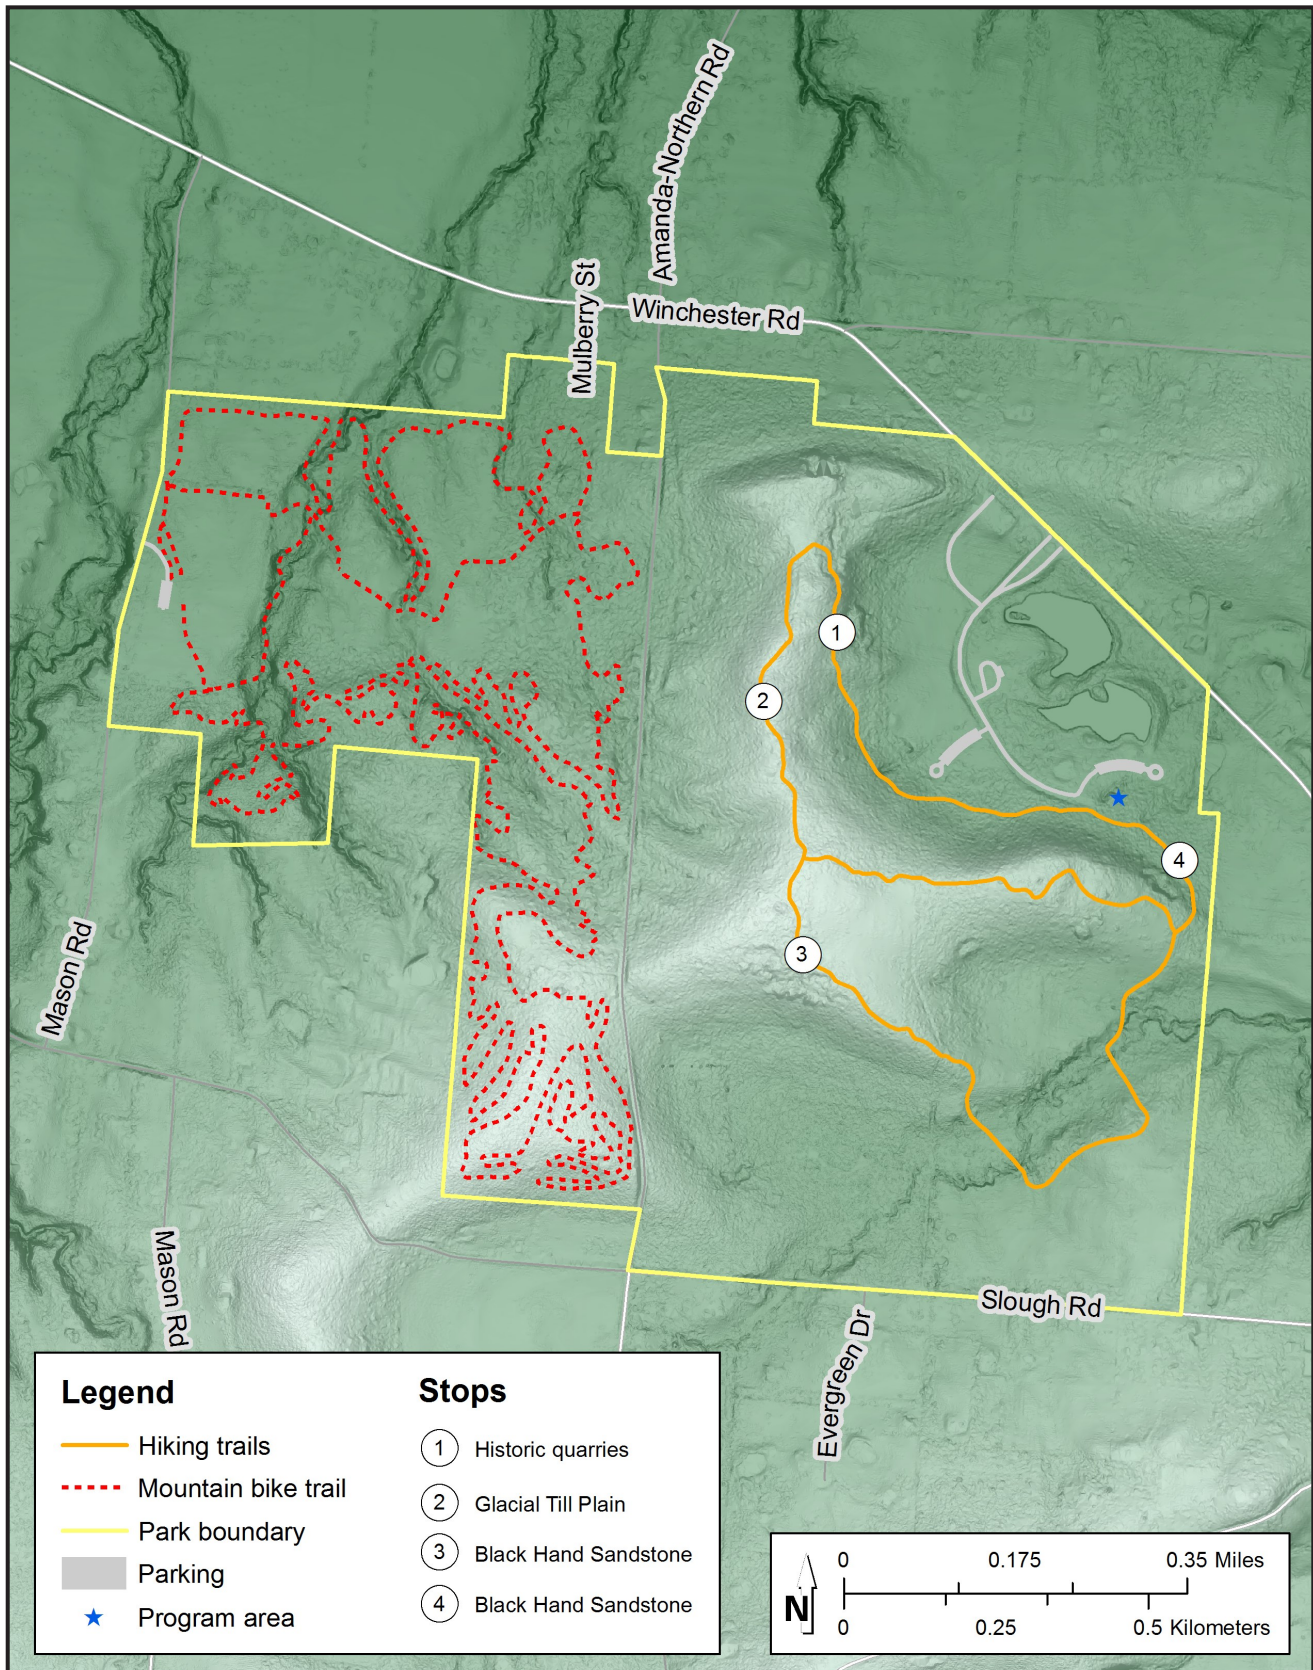 Amanda-Northern Rd
Mulberry St
Winchester Rd
1
2
3
4
Mason Rd
Mason Rd
Slough Rd
Evergreen Dr
Legend
Hiking trails
Mountain bike trail
Park boundary
Parking
Program area
Stops
1 Historic quarries
2 Glacial Till Plain
3 Black Hand Sandstone
4 Black Hand Sandstone
N
0 0.175 0.35 Miles
0 0.25 0.5 Kilometers